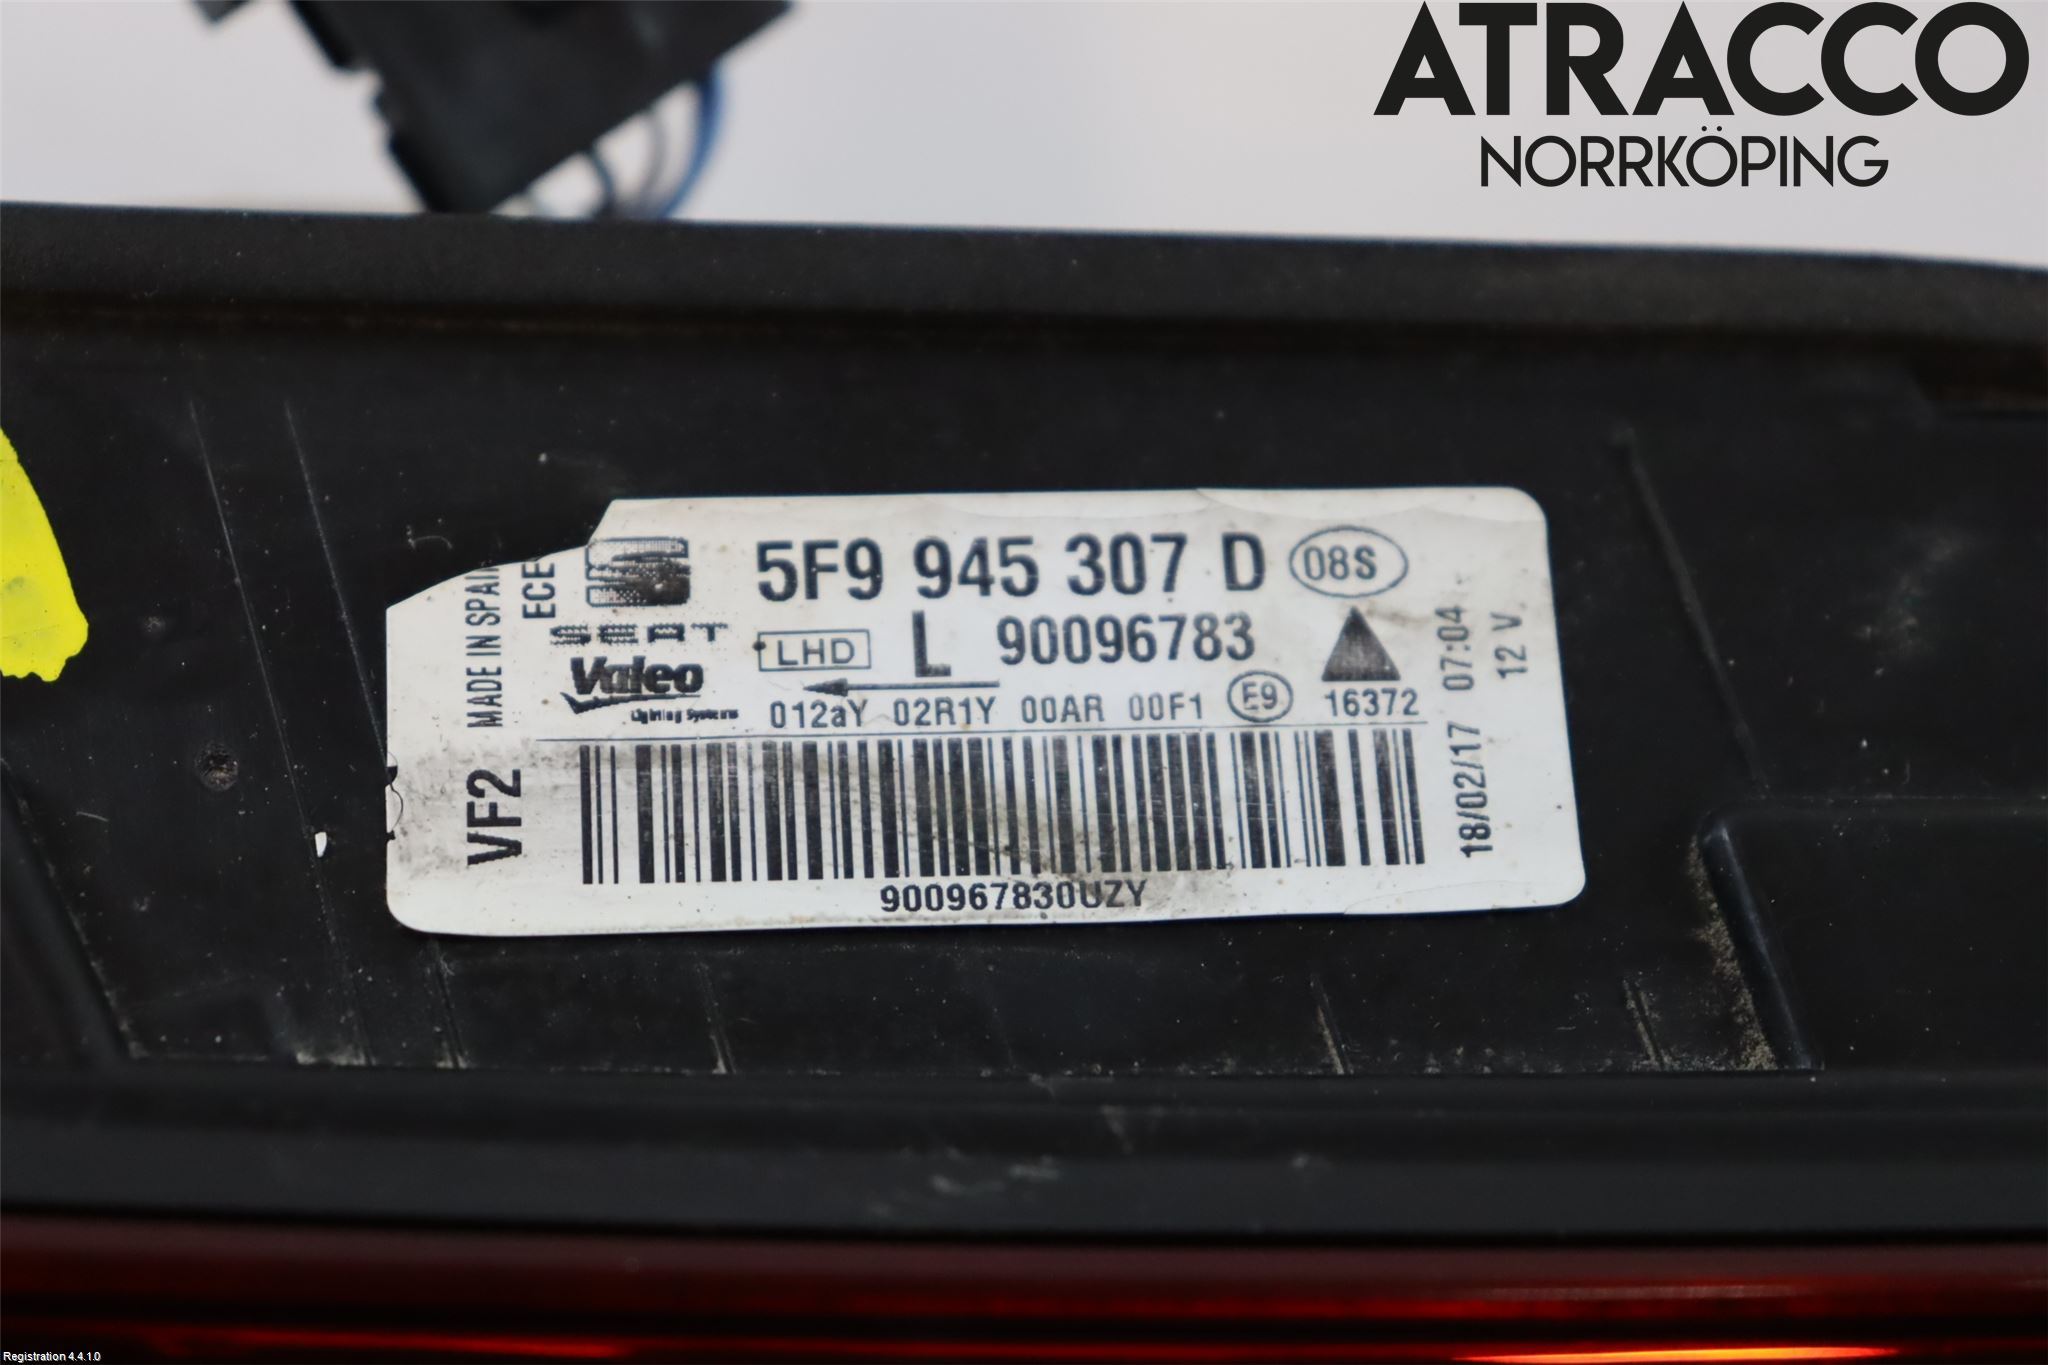 ATRACCO
NORRKÖPING
5F9 945 307 D 08S
SEAT
LHD L 90096783
Valeo
Lighting Systems
012aY 02R1Y 00AR 00F1 E9 16372
900967830UZY
VF2 MADE IN SPAIN
ECE
18/02/17 07:04
12 V
Registration 4.4.1.0